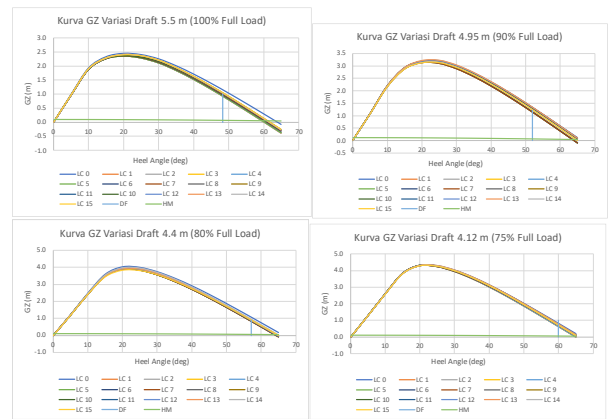 Kurva GZ Variasi Draft 5.5 m (100% Full Load)
3.0
2.5
2.0
1.5
1.0
0.5
0.0
-0.5
-1.0
GZ (m)
0 10 20 30 40 50 60 70
Heel Angle (deg)
LC 0 LC 1 LC 2 LC 3 LC 4
LC 5 LC 6 LC 7 LC 8 LC 9
LC 11 LC 10 LC 12 LC 13 LC 14
LC 15 DF HM
Kurva GZ Variasi Draft 4.95 m (90% Full Load)
3.5
3.0
2.5
2.0
1.5
1.0
0.5
0.0
-0.5
GZ (m)
0 10 20 30 40 50 60 70
Heel Angle (deg)
LC 0 LC 1 LC 2 LC 3 LC 4
LC 5 LC 6 LC 7 LC 8 LC 9
LC 10 LC 11 LC 12 LC 13 LC 14
LC 15 DF HM
Kurva GZ Variasi Draft 4.4 m (80% Full Load)
5.0
4.0
3.0
2.0
1.0
0.0
-1.0
GZ (m)
0 10 20 30 40 50 60 70
Heel Angle (deg)
LC 0 LC 1 LC 2 LC 3 LC 4
LC 5 LC 6 LC 7 LC 8 LC 9
LC 10 LC 11 LC 12 LC 13 LC 14
LC 15 DF HM
Kurva GZ Variasi Draft 4.12 m (75% Full Load)
5.0
4.0
3.0
2.0
1.0
0.0
-1.0
GZ (m)
0 10 20 30 40 50 60 70
Heel Angle (deg)
LC 0 LC 1 LC 2 LC 3 LC 4
LC 5 LC 6 LC 7 LC 8 LC 9
LC 10 LC 11 LC 12 LC 13 LC 14
LC 15 DF HM